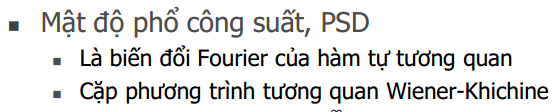 Mật độ phổ công suất, PSD
Là biến đổi Fourier của hàm tự tương quan
Cặp phương trình tương quan Wiener-Khichine